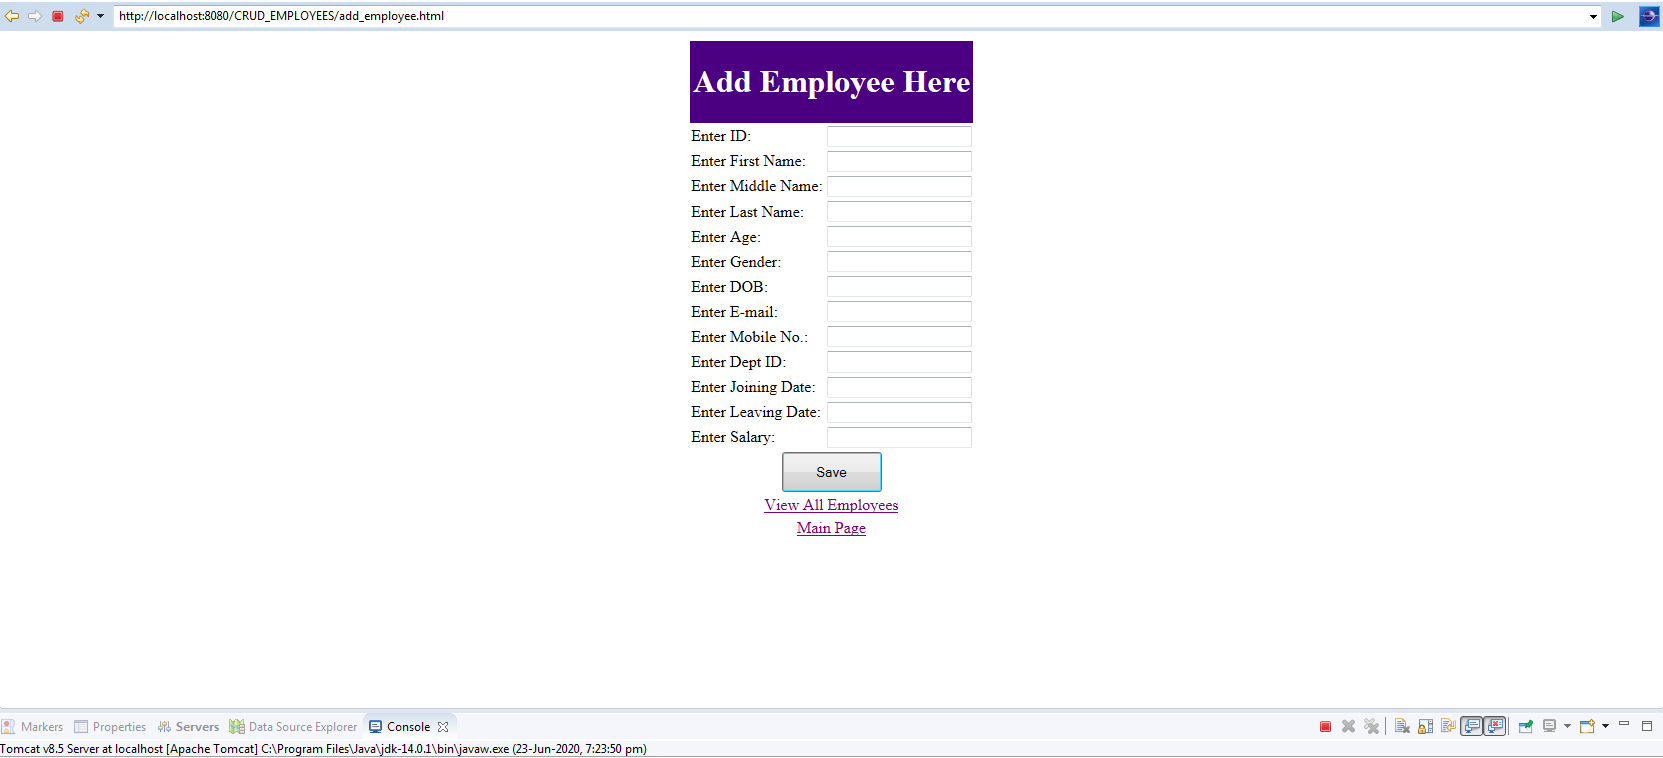 http://localhost:8080/CRUD_EMPLOYEES/add_employee.html
Add Employee Here
Enter ID:
Enter First Name:
Enter Middle Name:
Enter Last Name:
Enter Age:
Enter Gender:
Enter DOB:
Enter E-mail:
Enter Mobile No.:
Enter Dept ID:
Enter Joining Date:
Enter Leaving Date:
Enter Salary:
Save
View All Employees
Main Page
Markers Properties Servers Data Source Explorer Console
Tomcat v8.5 Server at localhost [Apache Tomcat] C:\Program Files\Java\jdk-14.0.1\bin\javaw.exe (23-Jun-2020, 7:23:50 pm)